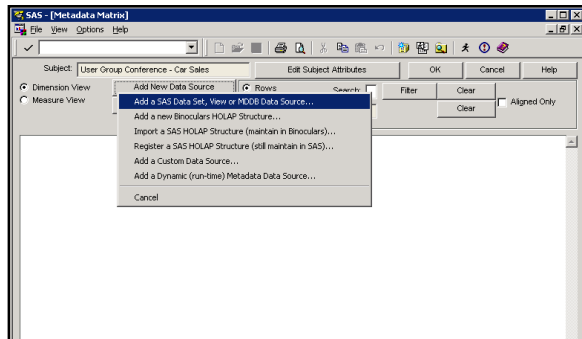 SAS - [Metadata Matrix]
File View Options Help
Subject: User Group Conference - Car Sales Edit Subject Attributes OK Cancel Help
Dimension View Add New Data Source Rows Search: Filter Clear
Measure View Clear Aligned Only
Add a SAS Data Set, View or MDDB Data Source...
Add a new Binoculars HOLAP Structure...
Import a SAS HOLAP Structure (maintain in Binoculars)...
Register a SAS HOLAP Structure (still maintain in SAS)...
Add a Custom Data Source...
Add a Dynamic (run-time) Metadata Data Source...
Cancel